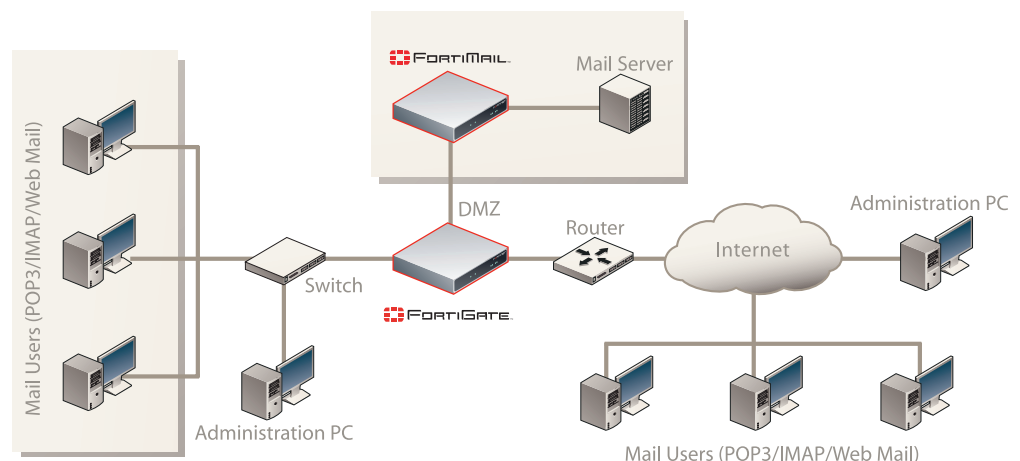 FORTIMAIL
Mail Server
Mail Users (POP3/IMAP/Web Mail)
DMZ
Router
Internet
Administration PC
Switch
FORTIGATE
Administration PC
Mail Users (POP3/IMAP/Web Mail)